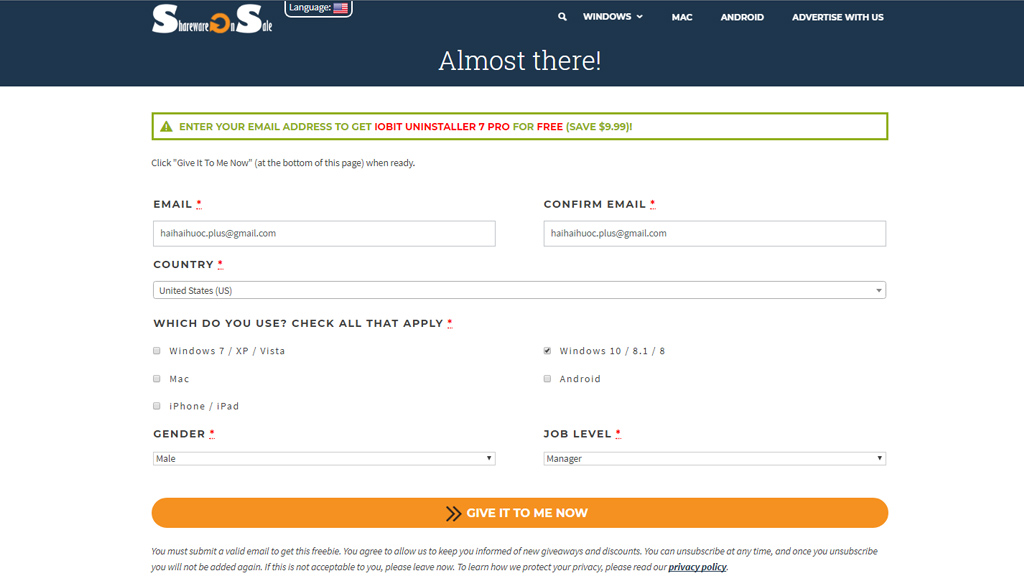 Shareware On Sale
Language:
WINDOWS
MAC
ANDROID
ADVERTISE WITH US
Almost there!
ENTER YOUR EMAIL ADDRESS TO GET IOBIT UNINSTALLER 7 PRO FOR FREE (SAVE $9.99)!
Click "Give It To Me Now" (at the bottom of this page) when ready.
EMAIL *
CONFIRM EMAIL *
haihaihuoc.plus@gmail.com
haihaihuoc.plus@gmail.com
COUNTRY *
United States (US)
WHICH DO YOU USE? CHECK ALL THAT APPLY *
Windows 7 / XP / Vista
Windows 10 / 8.1 / 8
Mac
Android
iPhone / iPad
GENDER *
JOB LEVEL *
Male
Manager
GIVE IT TO ME NOW
You must submit a valid email to get this freebie. You agree to allow us to keep you informed of new giveaways and discounts. You can unsubscribe at any time, and once you unsubscribe
you will not be added again. If this is not acceptable to you, please leave now. To learn how we protect your privacy, please read our privacy policy.